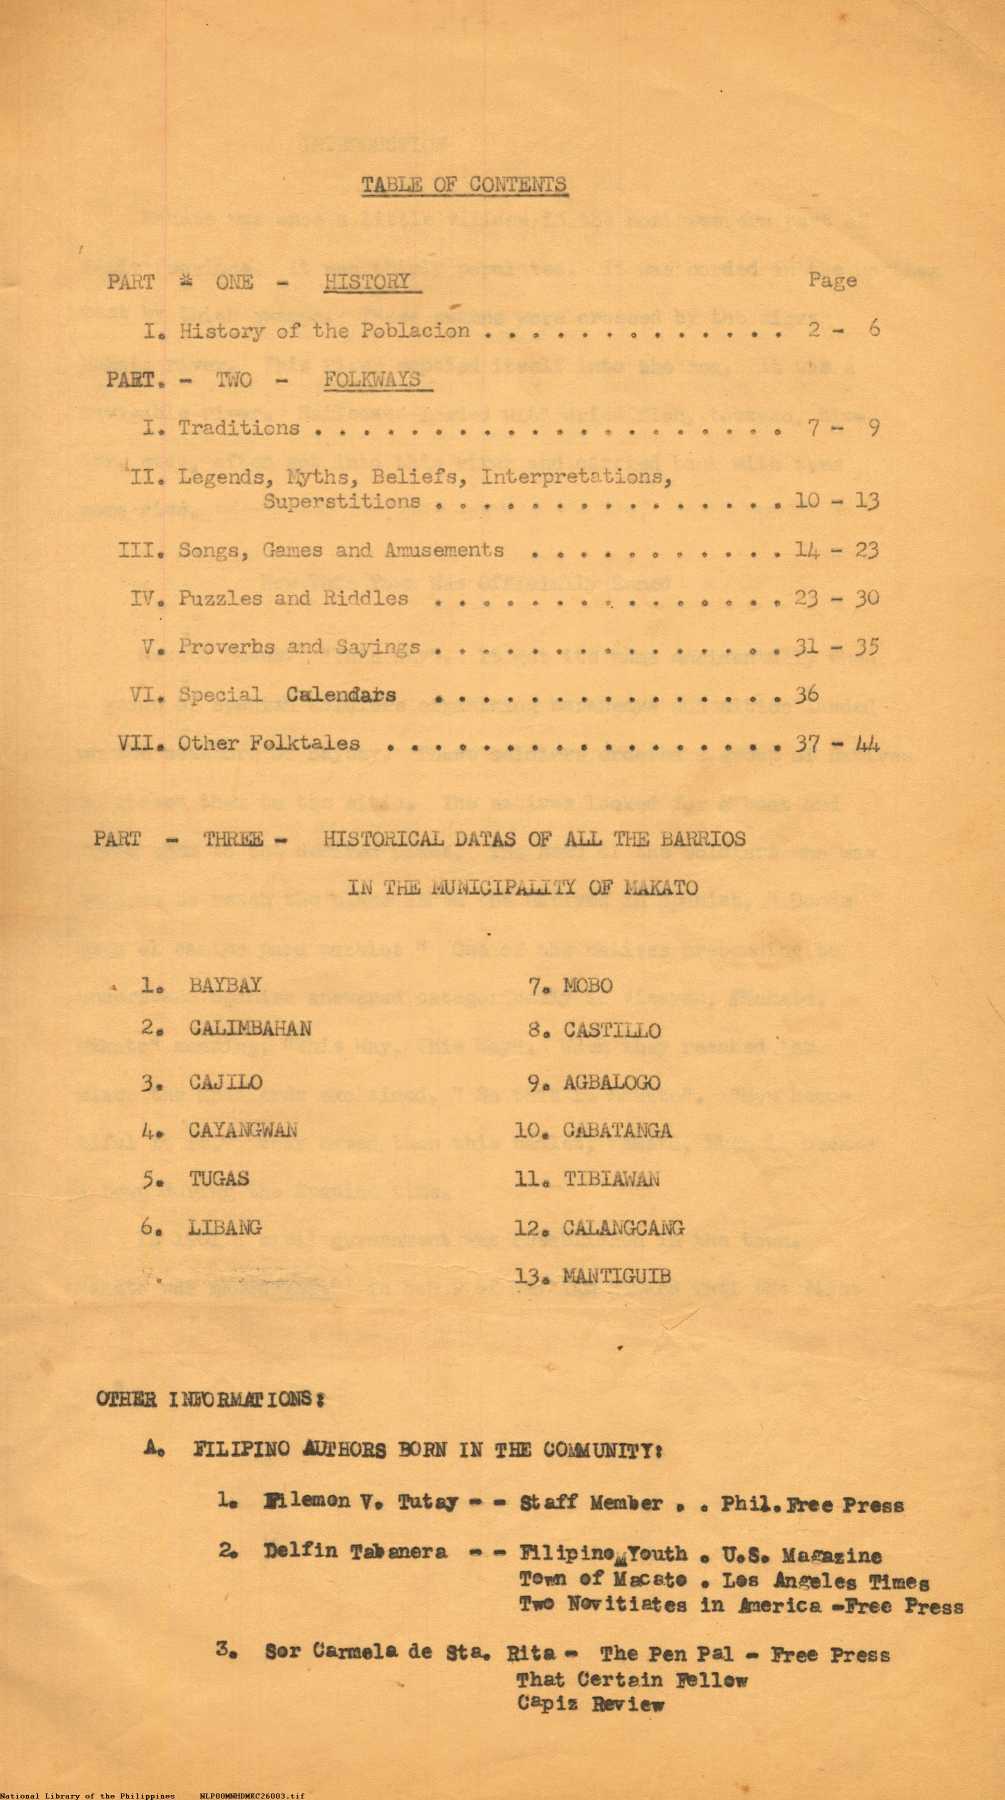 TABLE OF CONTENTS
PART * ONE - HISTORY Page
I. History of the Poblacion . . . . . . . . . . . . . 2 - 6
PART. - TWO - FOLKWAYS
I. Traditions . . . . . . . . . . . . . . . . . . . . 7 - 9
II. Legends, Myths, Beliefs, Interpretations,
Superstitions . . . . . . . . . . . . . . . 10 - 13
III. Songs, Games and Amusements . . . . . . . . . . . 14 - 23
IV. Puzzles and Riddles . . . . . . . . . . . . . . . 23 - 30
V. Proverbs and Sayings . . . . . . . . . . . . . . . 31 - 35
VI. Special Calendars . . . . . . . . . . . . . . . 36
VII. Other Folktales . . . . . . . . . . . . . . . . . 37 - 44
PART - THREE - HISTORICAL DATAS OF ALL THE BARRIOS
IN THE MUNICIPALITY OF MAKATO
1. BAYBAY 7. MOBO
2. CALIMBAHAN 8. CASTILLO
3. CAJILO 9. AGBALOGO
4. CAYANGWAN 10. CABATANGA
5. TUGAS 11. TIBIAWAN
6. LIBANG 12. CALANGCANG
13. MANTIGUIB
OTHER INFORMATIONS:
A. FILIPINO AUTHORS BORN IN THE COMMUNITY:
1. Filemon V. Tutay - - Staff Member . . Phil. Free Press
2. Delfin Tabanera - - Filipino Youth . U.S. Magazine
Town of Macato . Los Angeles Times
Two Novitiates in America -Free Press
3. Sor Carmela de Sta. Rita - The Pen Pal - Free Press
That Certain Fellow
Capiz Review
National Library of the Philippines NLPOOMNHDMRC26003.tif